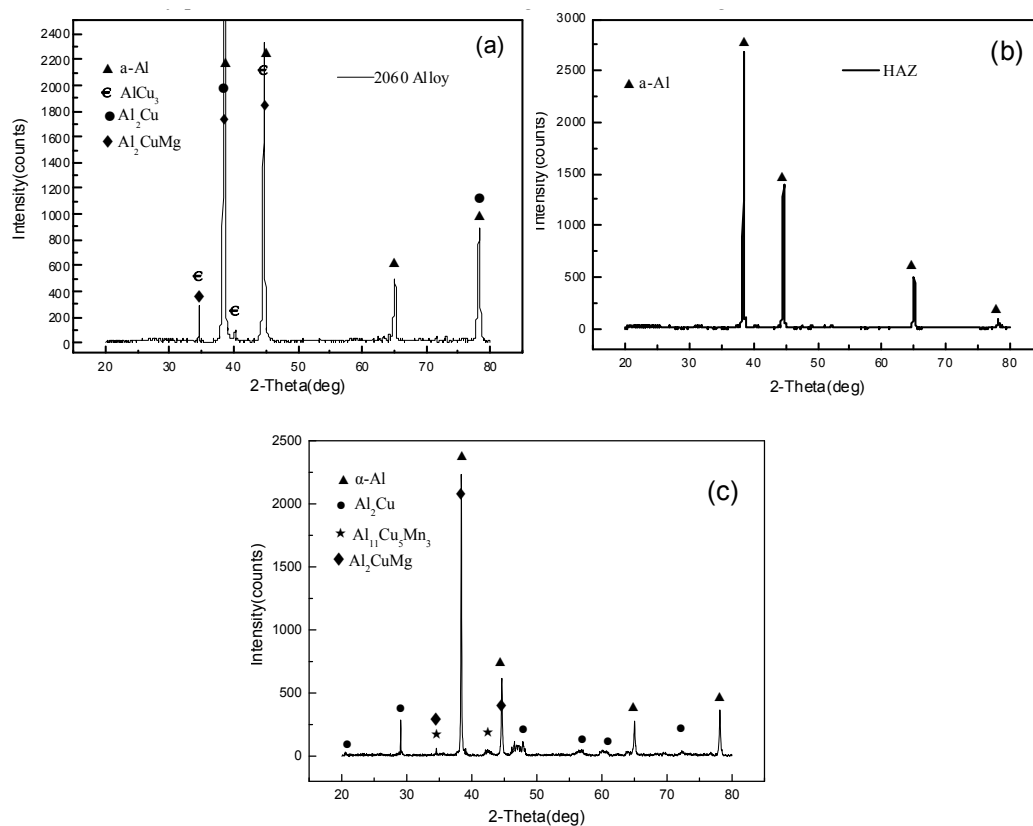 (a)
2060 Alloy
▲ a-Al
€ AlCu₃
● Al₂Cu
◆ Al₂CuMg
Intensity(counts)
2400
2200
2000
1800
1600
1400
1200
1000
800
600
400
200
0
20 30 40 50 60 70 80
2-Theta(deg)
(b)
HAZ
▲ a-Al
Intensity(counts)
3000
2500
2000
1500
1000
500
0
20 30 40 50 60 70 80
2-Theta(deg)
(c)
▲ α-Al
● Al₂Cu
★ Al₁₁Cu₅Mn₃
◆ Al₂CuMg
Intensity(counts)
2500
2000
1500
1000
500
0
20 30 40 50 60 70 80
2-Theta(deg)